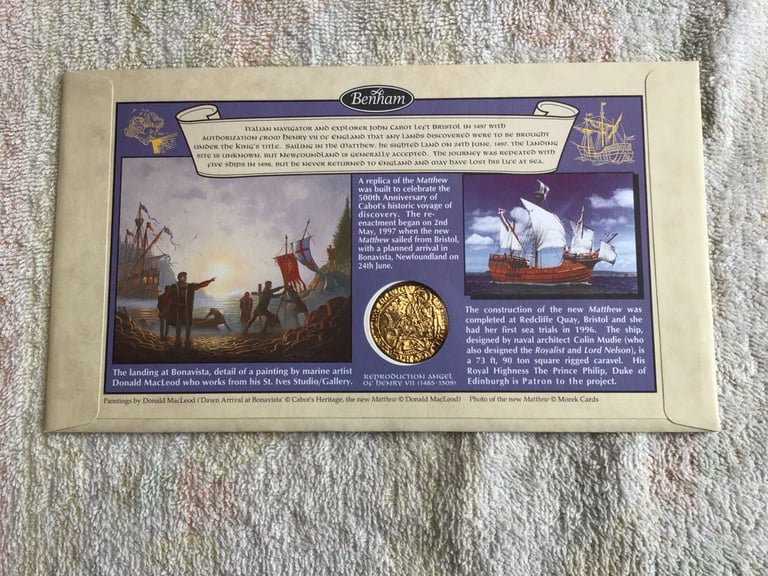 Benham
Italian navigator and explorer John Cabot left Bristol in 1497 with
authorization from Henry VII of England that any lands discovered were to be brought
under the King's title. Sailing in the Matthew, he sighted land on 24th June, 1497. The landing
site is unknown, but Newfoundland is generally accepted. The journey was repeated with
five ships in 1498, but he never returned to England and may have lost his life at sea.
A replica of the Matthew
was built to celebrate the
500th Anniversary of
Cabot's historic voyage of
discovery. The re-
enactment began on 2nd
May, 1997 when the new
Matthew sailed from Bristol,
with a planned arrival in
Bonavista, Newfoundland on
24th June.
The landing at Bonavista, detail of a painting by marine artist
Donald MacLeod who works from his St. Ives Studio/Gallery.
Reproduction Angel
of Henry VII (1485-1509)
The construction of the new Matthew was
completed at Redcliffe Quay, Bristol and she
had her first sea trials in 1996. The ship,
designed by naval architect Colin Mudie (who
also designed the Royalist and Lord Nelson), is
a 73 ft, 90 ton square rigged caravel. His
Royal Highness The Prince Philip, Duke of
Edinburgh is Patron to the project.
Paintings by Donald MacLeod ('Dawn Arrival at Bonavista' © Cabot's Heritage, the new Matthew © Donald MacLeod) Photo of the new Matthew © Morek Cards